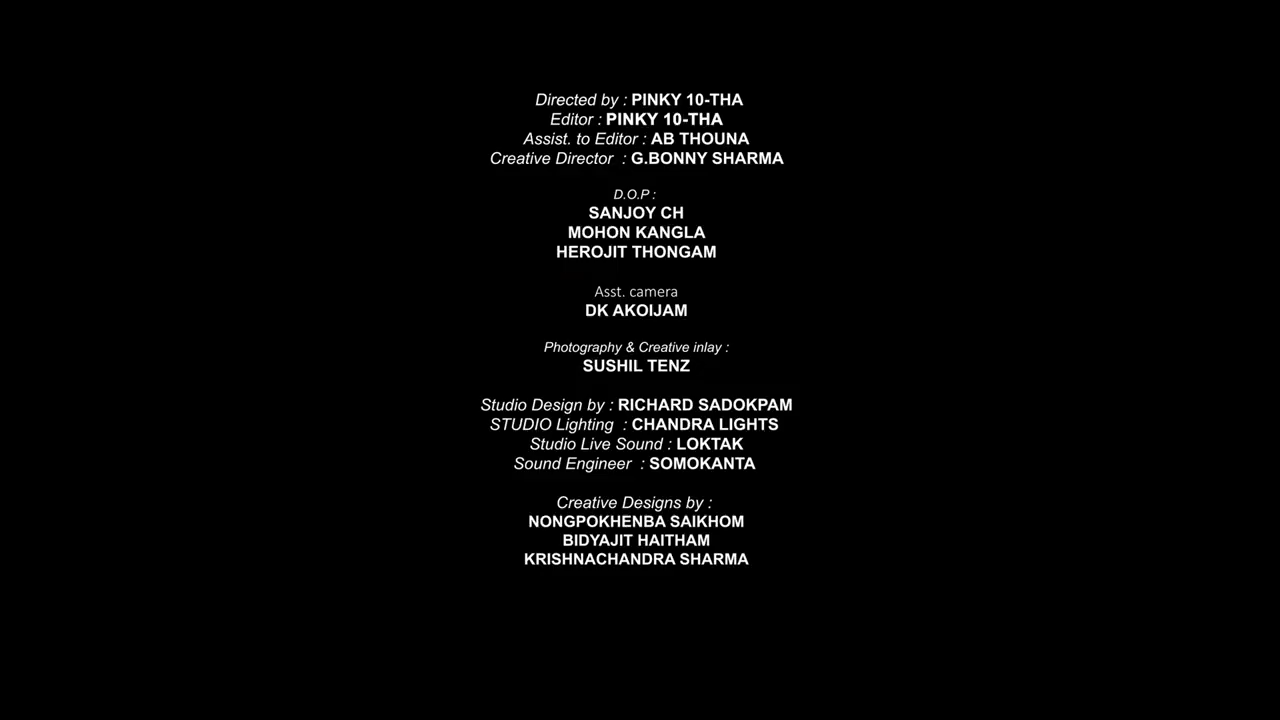 Directed by : PINKY 10-THA
Editor : PINKY 10-THA
Assist. to Editor : AB THOUNA
Creative Director : G.BONNY SHARMA
D.O.P :
SANJOY CH
MOHON KANGLA
HEROJIT THONGAM
Asst. camera
DK AKOIJAM
Photography & Creative inlay :
SUSHIL TENZ
Studio Design by : RICHARD SADOKPAM
STUDIO Lighting : CHANDRA LIGHTS
Studio Live Sound : LOKTAK
Sound Engineer : SOMOKANTA
Creative Designs by :
NONGPOKHENBA SAIKHOM
BIDYAJIT HAITHAM
KRISHNACHANDRA SHARMA